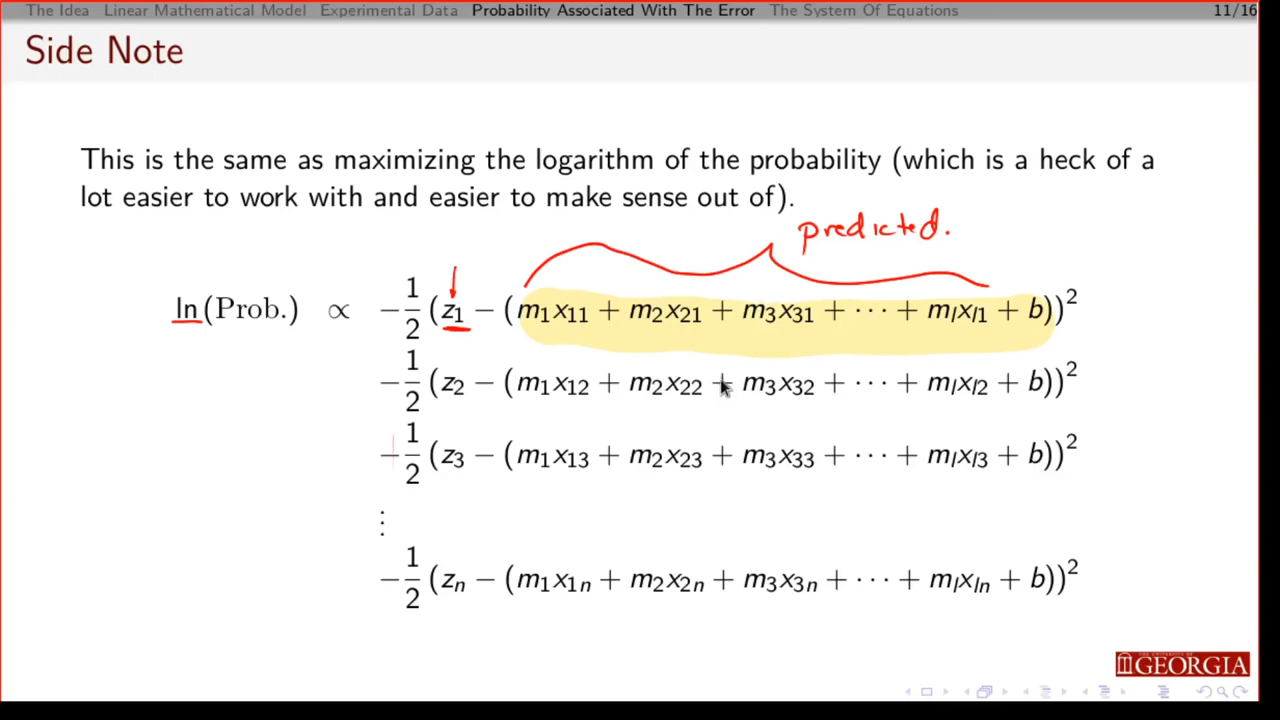 The Idea Linear Mathematical Model Experimental Data Probability Associated With The Error The System Of Equations 11/16
Side Note
This is the same as maximizing the logarithm of the probability (which is a heck of a
lot easier to work with and easier to make sense out of).
predicted.
ln(Prob.) ∝ −1/2 (z₁ − (m₁x₁₁ + m₂x₂₁ + m₃x₃₁ + ⋯ + mₗxₗ₁ + b))²
−1/2 (z₂ − (m₁x₁₂ + m₂x₂₂ + m₃x₃₂ + ⋯ + mₗxₗ₂ + b))²
−1/2 (z₃ − (m₁x₁₃ + m₂x₂₃ + m₃x₃₃ + ⋯ + mₗxₗ₃ + b))²
⋮
−1/2 (zₙ − (m₁x₁ₙ + m₂x₂ₙ + m₃x₃ₙ + ⋯ + mₗxₗₙ + b))²
GEORGIA